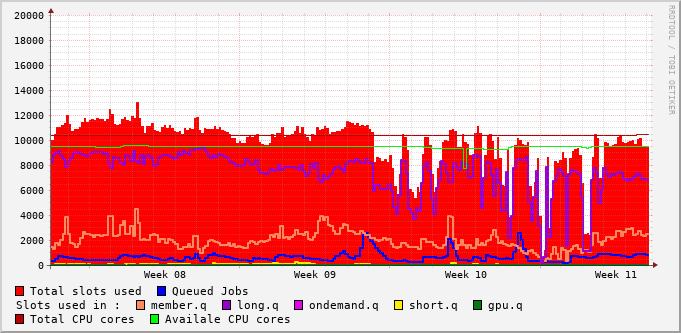 20000
18000
16000
14000
12000
10000
8000
6000
4000
2000
0
Week 08 Week 09 Week 10 Week 11
RRDTOOL / TOBI OETIKER
Total slots used Queued Jobs
Slots used in : member.q long.q ondemand.q short.q gpu.q
Total CPU cores Availale CPU cores